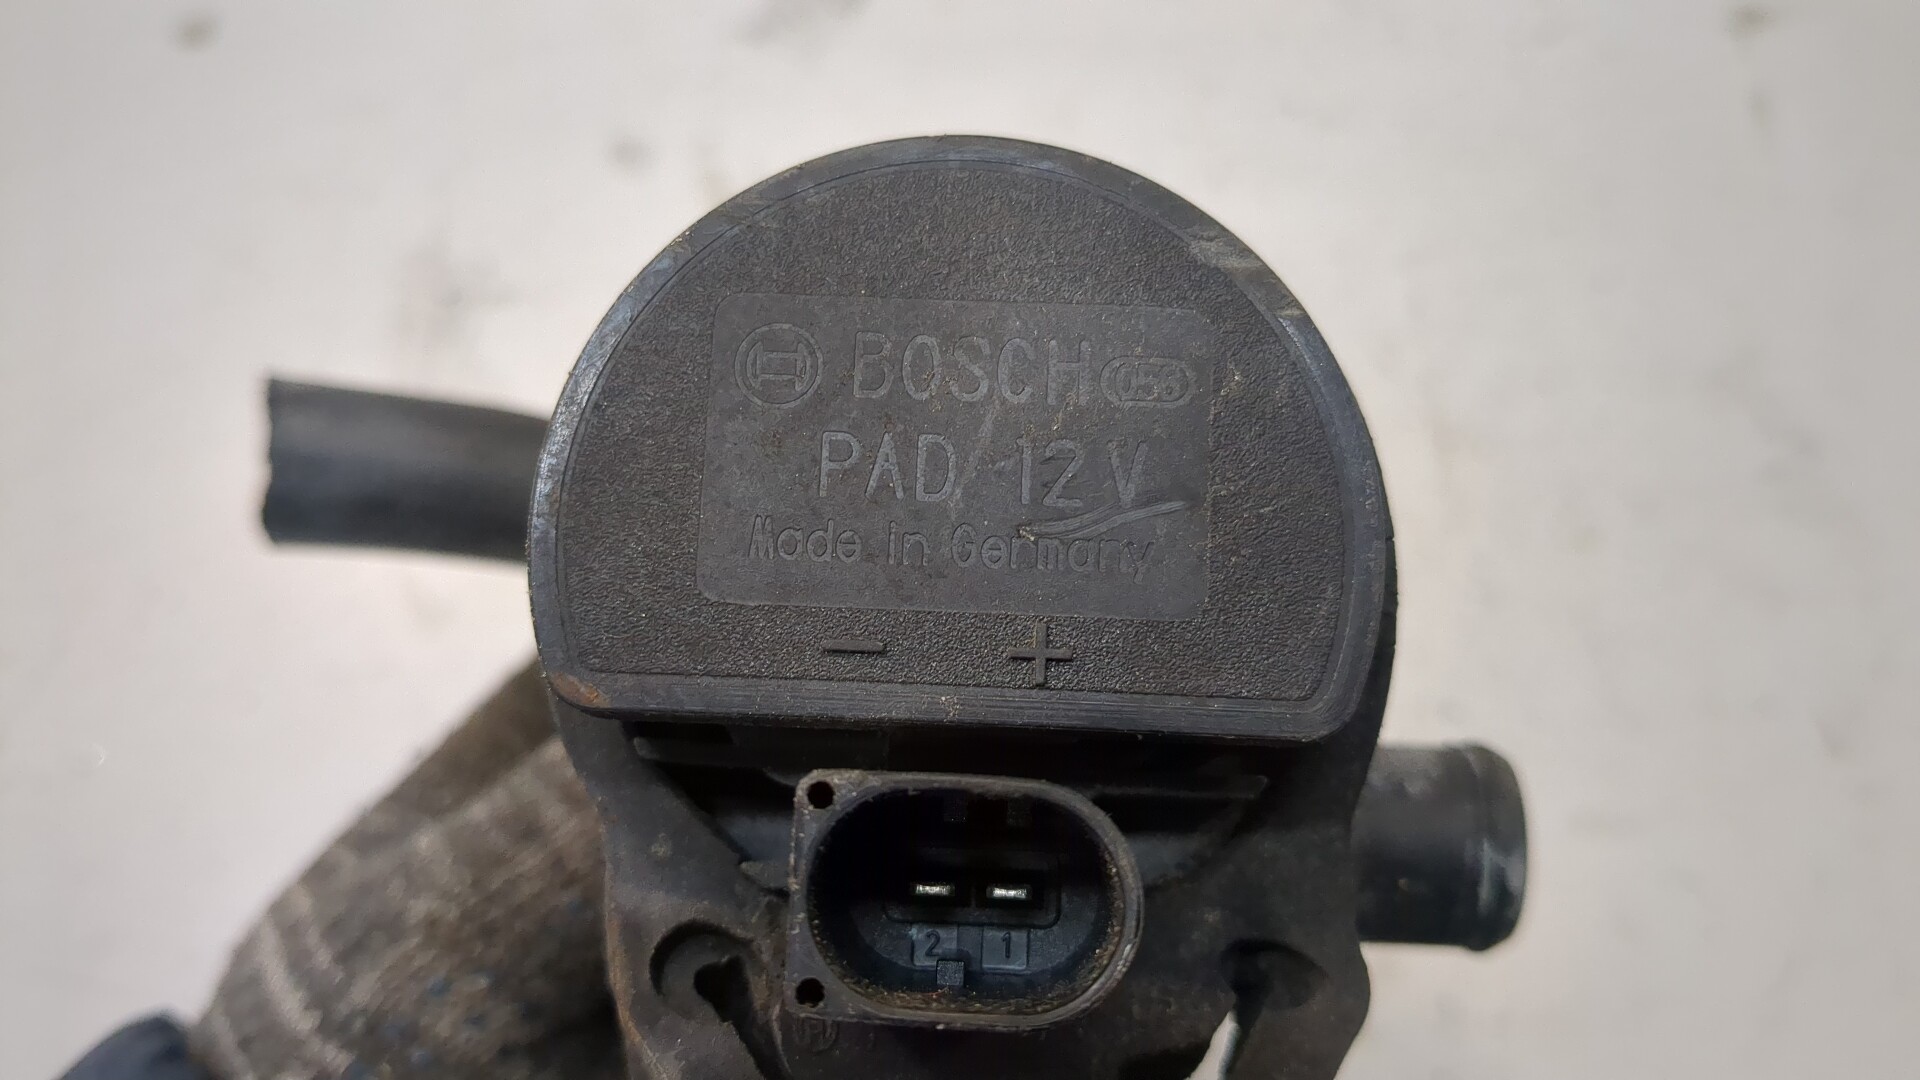 BOSCH 053
PAD 12 V
Made in Germany
- +
2 1